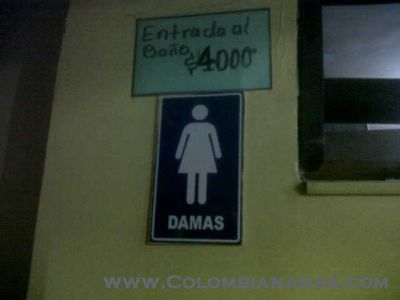 Entrada al
Baño $4000
DAMAS
www.Colombianadas.com